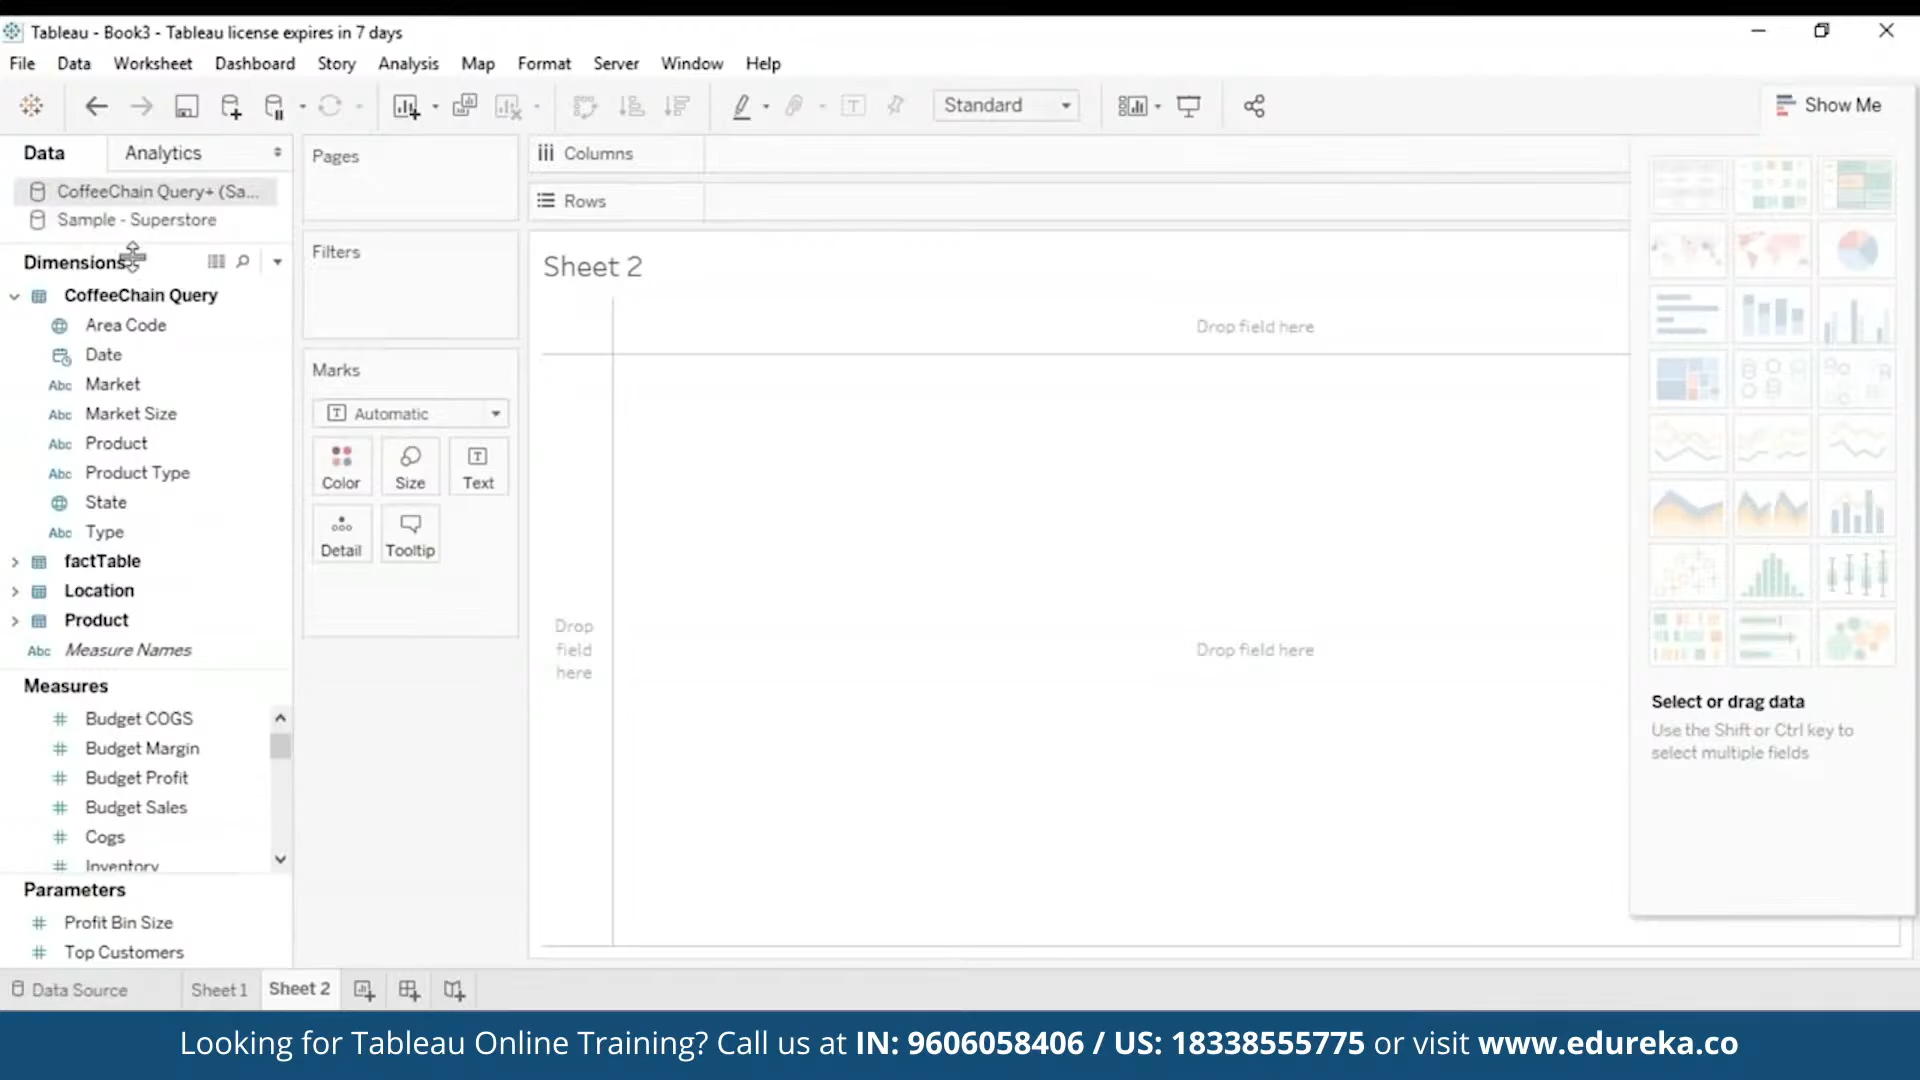 Tableau - Book3 - Tableau license expires in 7 days
File Data Worksheet Dashboard Story Analysis Map Format Server Window Help
Standard
Show Me
Data Analytics
CoffeeChain Query+ (Sa...
Sample - Superstore
Dimensions
CoffeeChain Query
Area Code
Date
Abc Market
Abc Market Size
Abc Product
Abc Product Type
State
Abc Type
factTable
Location
Product
Abc Measure Names
Measures
# Budget COGS
# Budget Margin
# Budget Profit
# Budget Sales
# Cogs
# Inventory
Parameters
# Profit Bin Size
# Top Customers
Pages
Filters
Marks
T Automatic
Color Size Text
Detail Tooltip
Columns
Rows
Sheet 2
Drop field here
Drop
field
here
Drop field here
Select or drag data
Use the Shift or Ctrl key to
select multiple fields
Data Source Sheet 1 Sheet 2
Looking for Tableau Online Training? Call us at IN: 9606058406 / US: 18338555775 or visit www.edureka.co